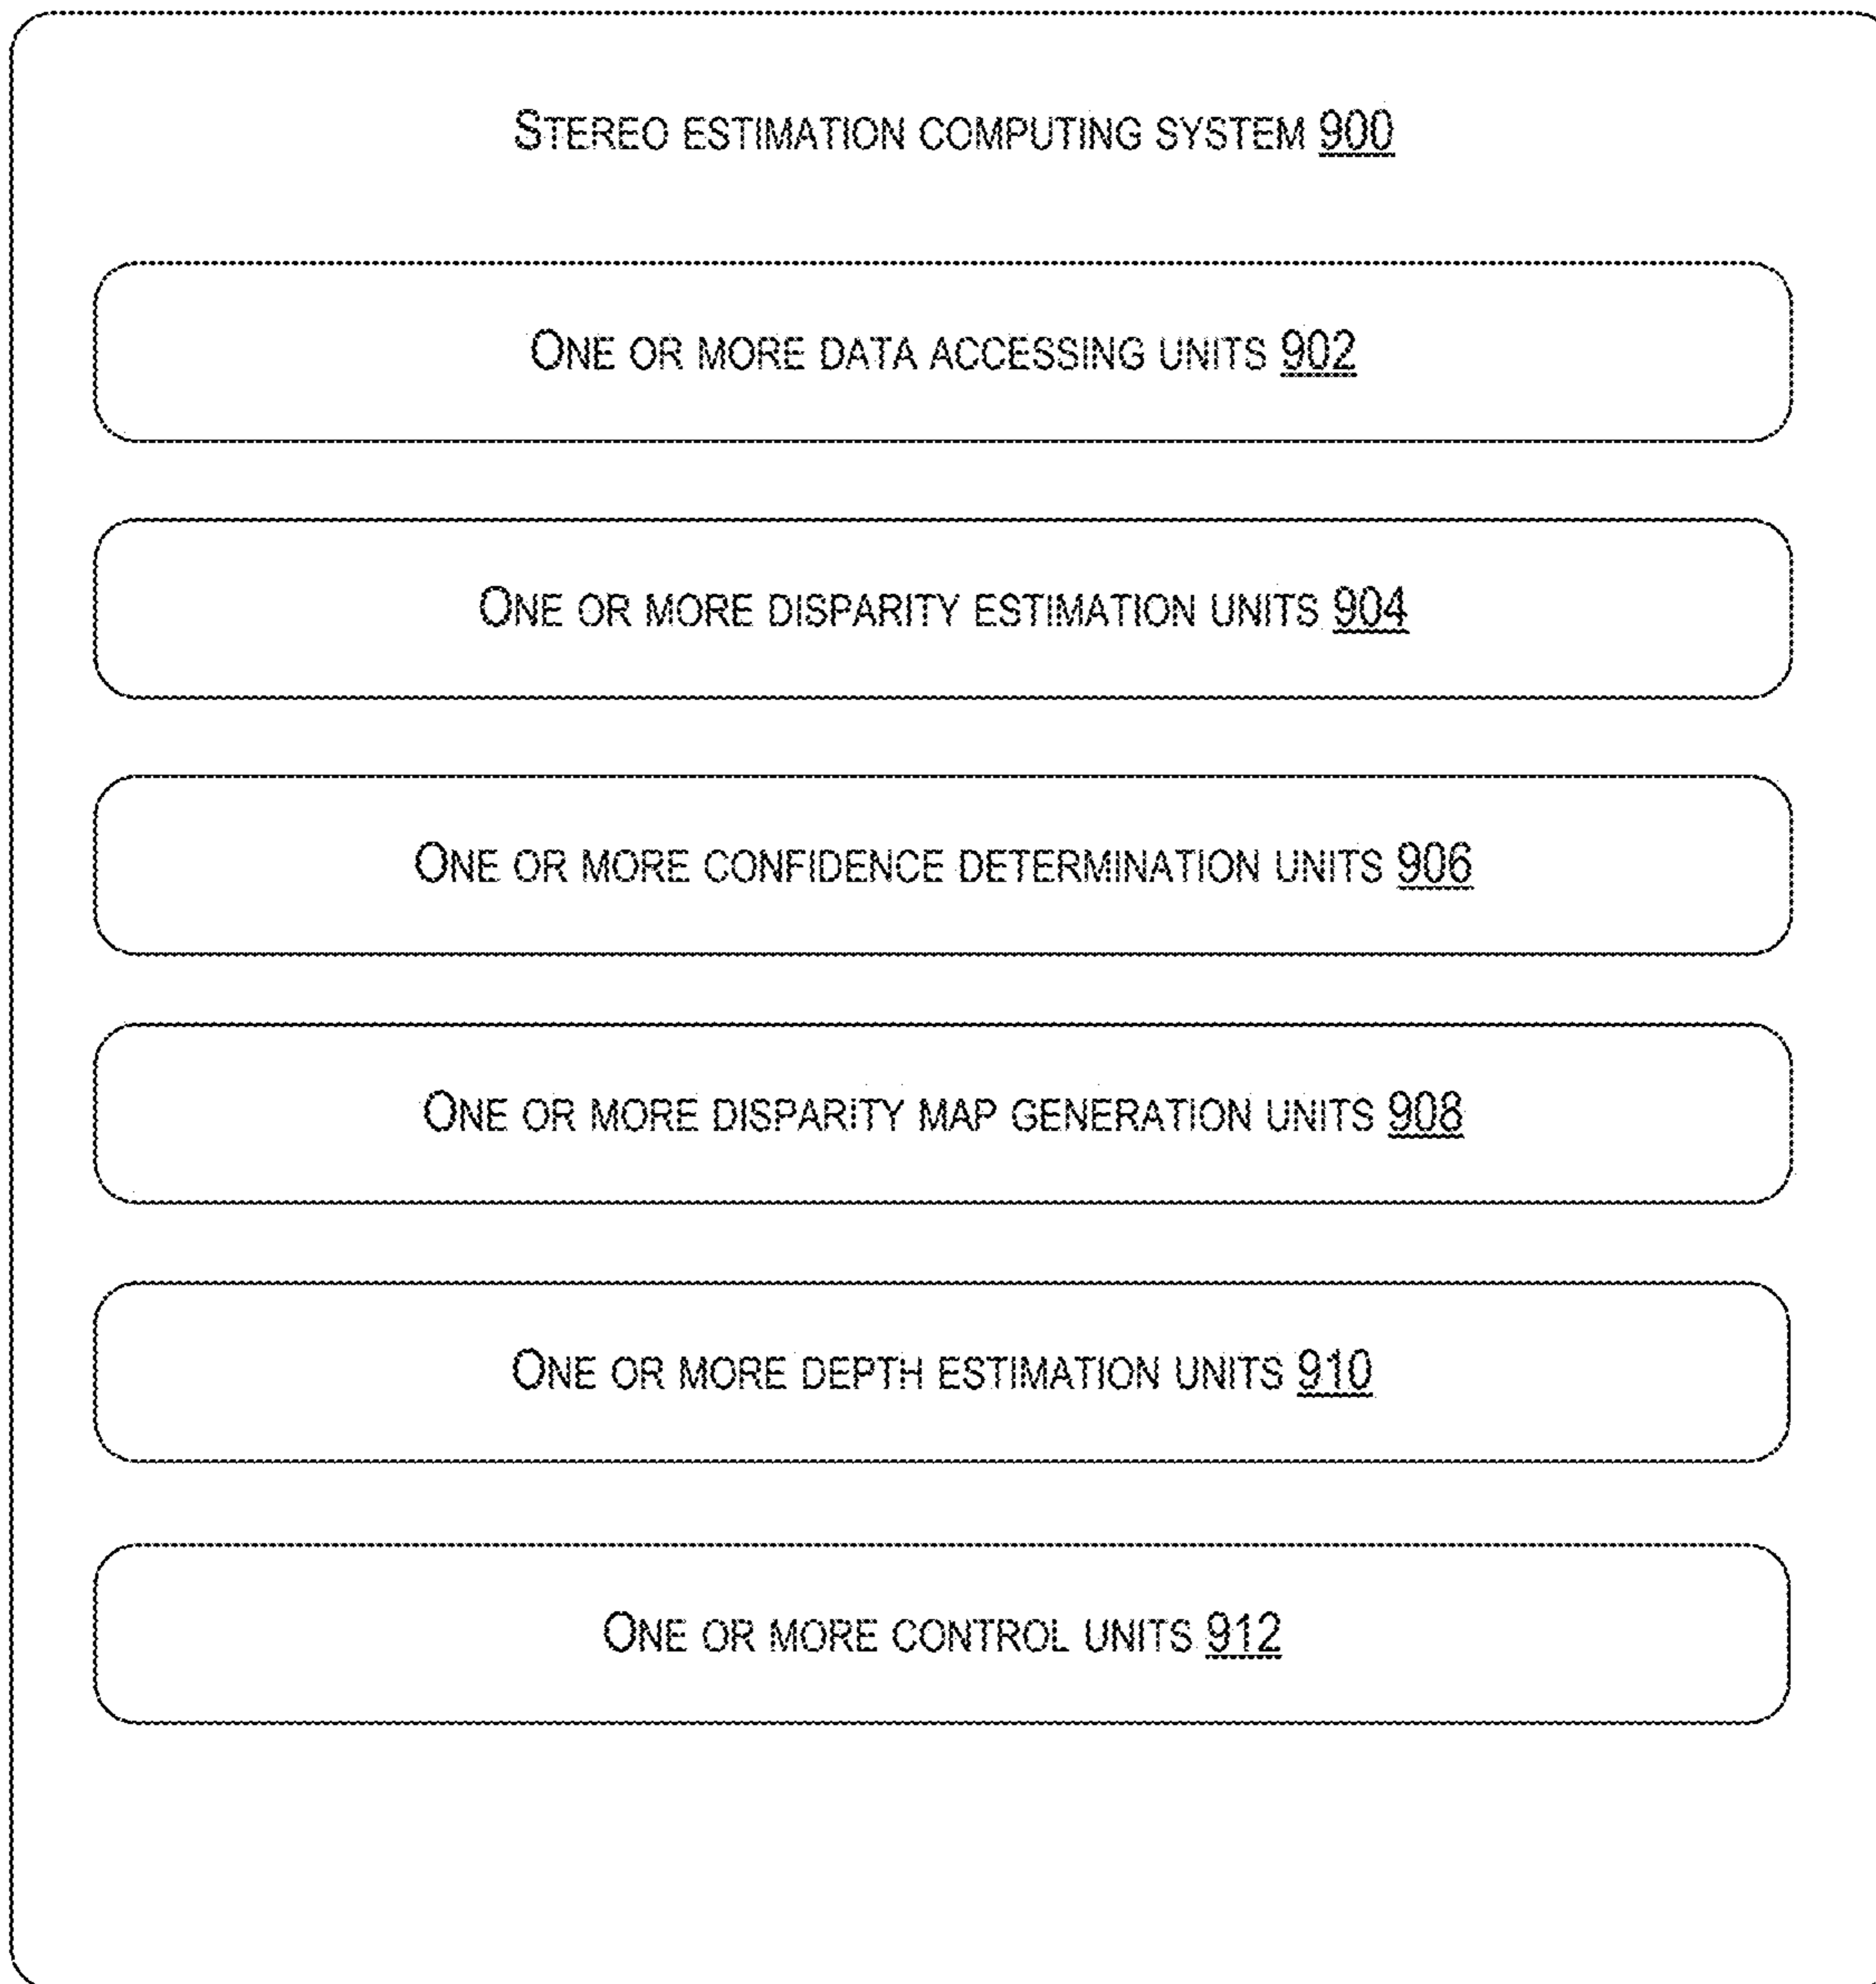 STEREO ESTIMATION COMPUTING SYSTEM 900
ONE OR MORE DATA ACCESSING UNITS 902
ONE OR MORE DISPARITY ESTIMATION UNITS 904
ONE OR MORE CONFIDENCE DETERMINATION UNITS 906
ONE OR MORE DISPARITY MAP GENERATION UNITS 908
ONE OR MORE DEPTH ESTIMATION UNITS 910
ONE OR MORE CONTROL UNITS 912